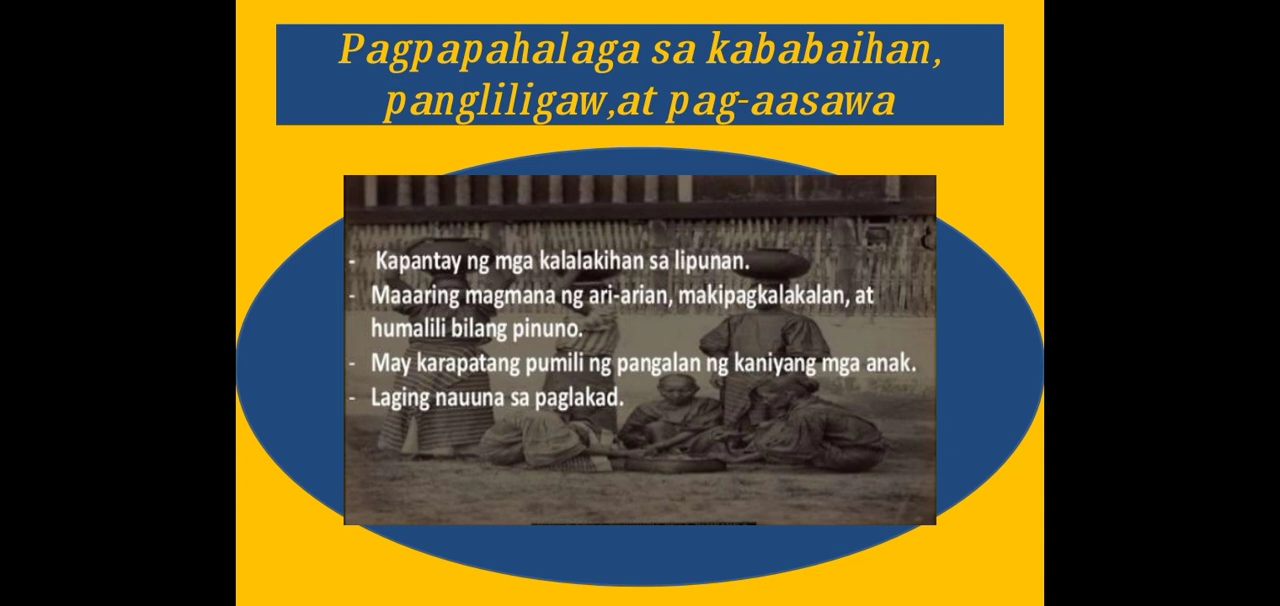 Pagpapahalaga sa kababaihan,
pangliligaw,at pag-aasawa
- Kapantay ng mga kalalakihan sa lipunan.
- Maaaring magmana ng ari-arian, makipagkalakalan, at
humalili bilang pinuno.
- May karapatang pumili ng pangalan ng kaniyang mga anak.
- Laging nauuna sa paglakad.